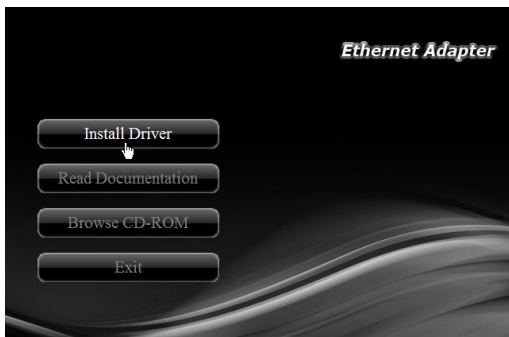 Ethernet Adapter
Install Driver
Read Documentation
Browse CD-ROM
Exit